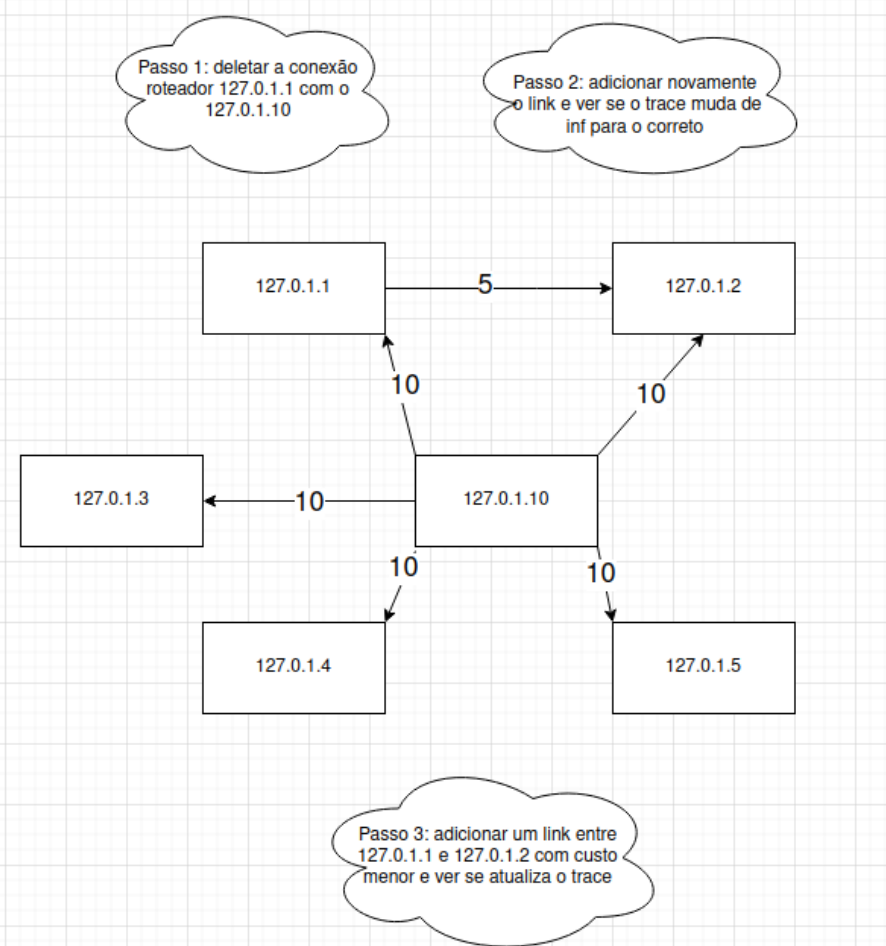 Passo 1: deletar a conexão
roteador 127.0.1.1 com o
127.0.1.10
Passo 2: adicionar novamente
o link e ver se o trace muda de
inf para o correto
127.0.1.1
5
127.0.1.2
10
10
127.0.1.3
10
127.0.1.10
10
10
127.0.1.4
127.0.1.5
Passo 3: adicionar um link entre
127.0.1.1 e 127.0.1.2 com custo
menor e ver se atualiza o trace